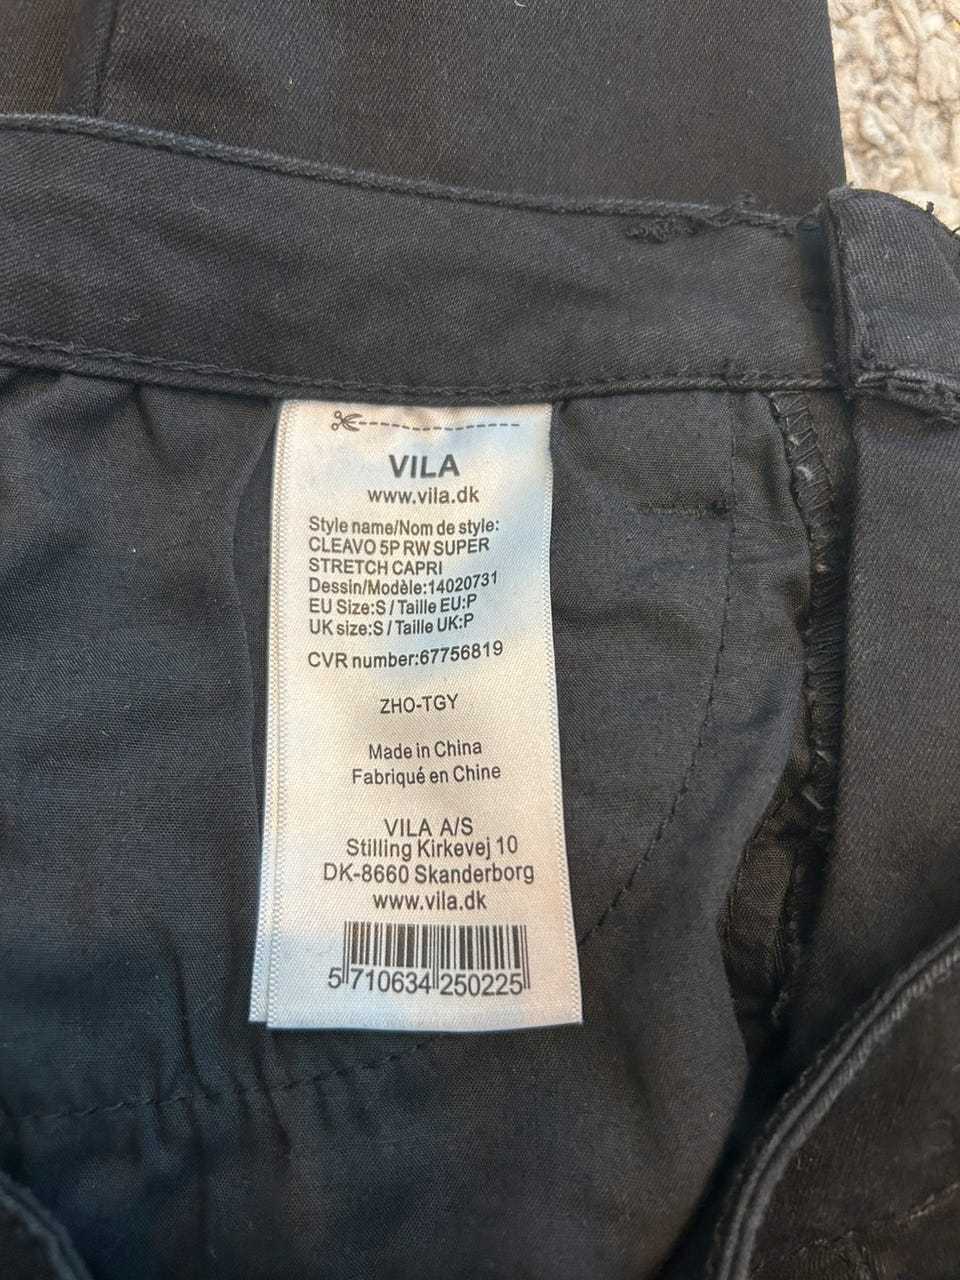 VILA
www.vila.dk
Style name/Nom de style:
CLEAVO 5P RW SUPER
STRETCH CAPRI
Dessin/Modèle:14020731
EU Size:S / Taille EU:P
UK size:S / Taille UK:P
CVR number:67756819
ZHO-TGY
Made in China
Fabriqué en Chine
VILA A/S
Stilling Kirkevej 10
DK-8660 Skanderborg
www.vila.dk
5 710634 250225